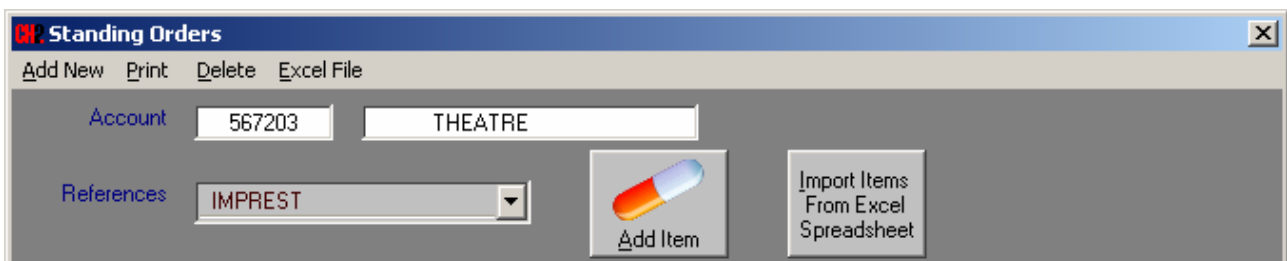 CHP. Standing Orders
Add New Print Delete Excel File
Account 567203 THEATRE
References IMPREST
Add Item
Import Items
From Excel
Spreadsheet